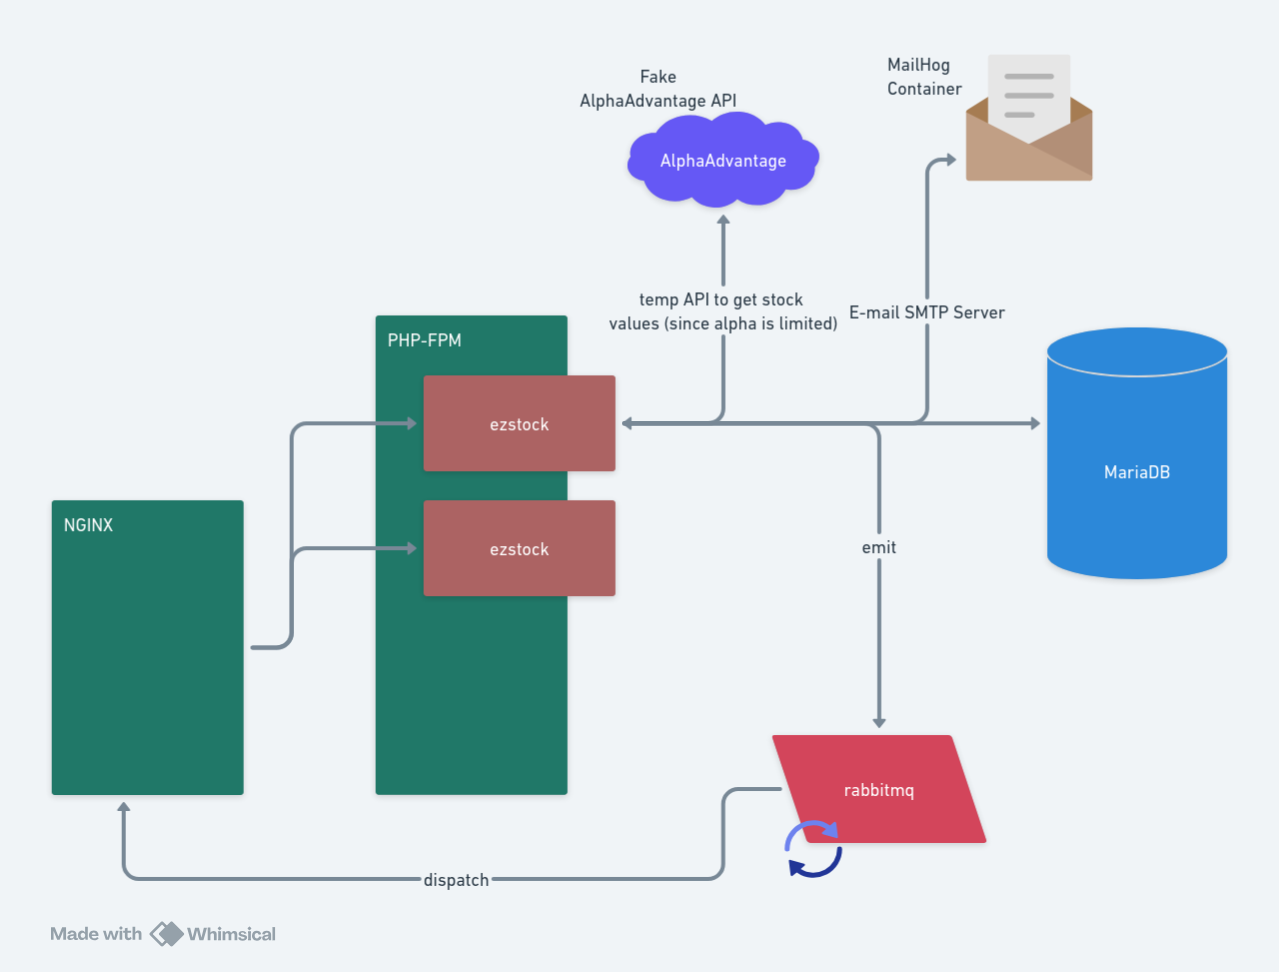 Fake
AlphaAdvantage API
AlphaAdvantage
MailHog
Container
temp API to get stock
values (since alpha is limited)
E-mail SMTP Server
PHP-FPM
ezstock
ezstock
NGINX
MariaDB
emit
rabbitmq
dispatch
Made with Whimsical